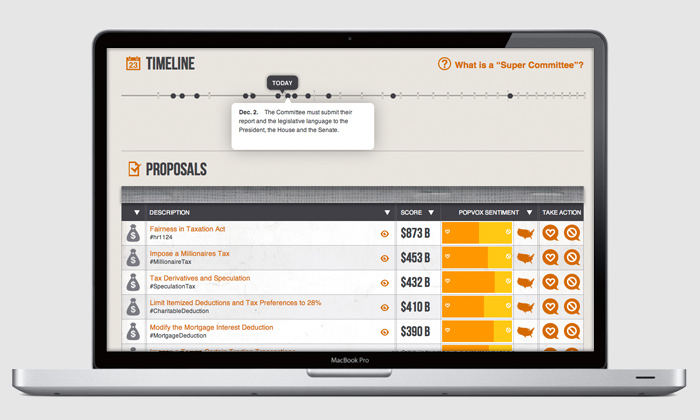 23
TIMELINE
? What is a “Super Committee”?
TODAY
Dec. 2. The Committee must submit their
report and the legislative language to the
President, the House and the Senate.
PROPOSALS
DESCRIPTION SCORE POPVOX SENTIMENT TAKE ACTION
$ Fairness in Taxation Act $873 B
#hr1124
$ Impose a Millionaires Tax $453 B
#MillionaireTax
$ Tax Derivatives and Speculation $432 B
#SpeculationTax
$ Limit Itemized Deductions and Tax Preferences to 28% $410 B
#CharitableDeduction
$ Modify the Mortgage Interest Deduction $390 B
#MortgageDeduction
MacBook Pro